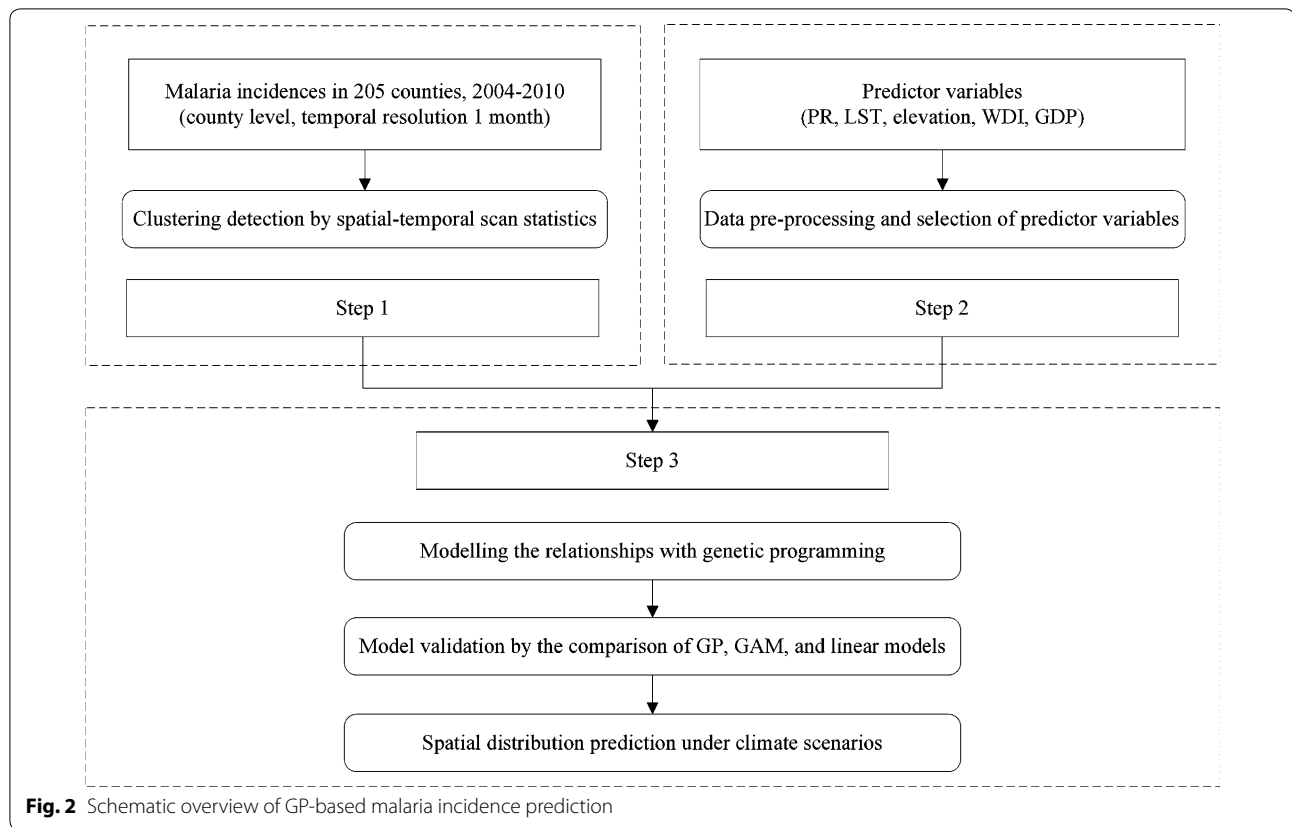 Malaria incidences in 205 counties, 2004-2010
(county level, temporal resolution 1 month)
Clustering detection by spatial-temporal scan statistics
Step 1
Predictor variables
(PR, LST, elevation, WDI, GDP)
Data pre-processing and selection of predictor variables
Step 2
Step 3
Modelling the relationships with genetic programming
Model validation by the comparison of GP, GAM, and linear models
Spatial distribution prediction under climate scenarios
Fig. 2 Schematic overview of GP-based malaria incidence prediction